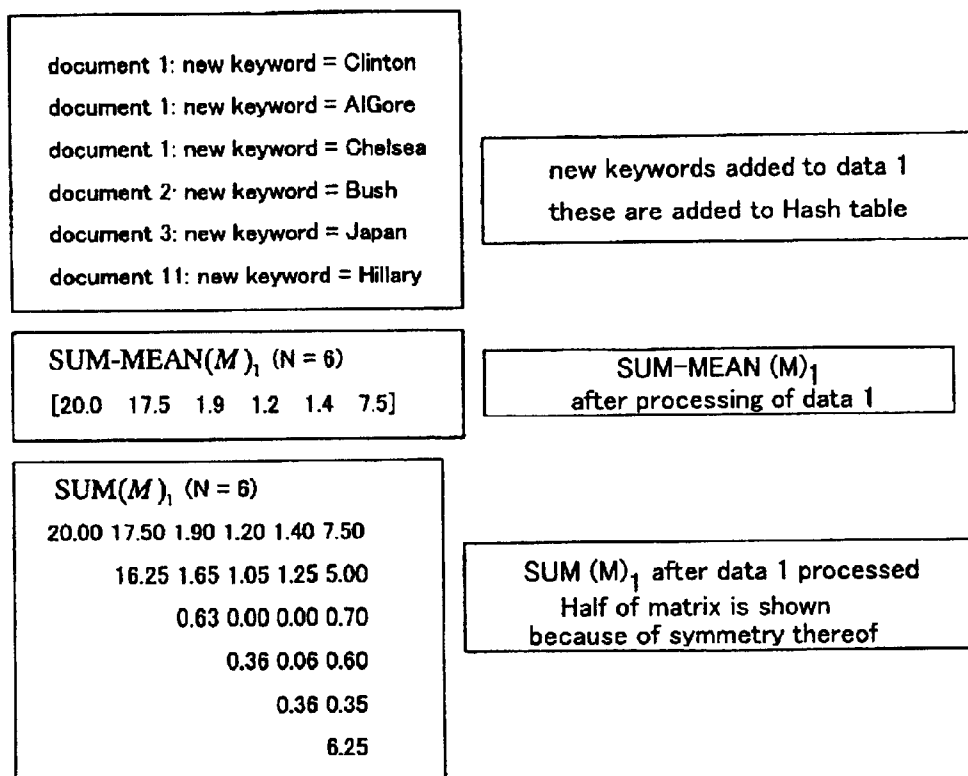 document 1: new keyword = Clinton
document 1: new keyword = AlGore
document 1: new keyword = Chelsea
document 2· new keyword = Bush
document 3: new keyword = Japan
document 11: new keyword = Hillary
new keywords added to data 1
these are added to Hash table
SUM-MEAN(M)₁ (N = 6)
[20.0 17.5 1.9 1.2 1.4 7.5]
SUM-MEAN (M)₁
after processing of data 1
SUM(M)₁ (N = 6)
20.00 17.50 1.90 1.20 1.40 7.50
16.25 1.65 1.05 1.25 5.00
0.63 0.00 0.00 0.70
0.36 0.06 0.60
0.36 0.35
6.25
SUM (M)₁ after data 1 processed
Half of matrix is shown
because of symmetry thereof